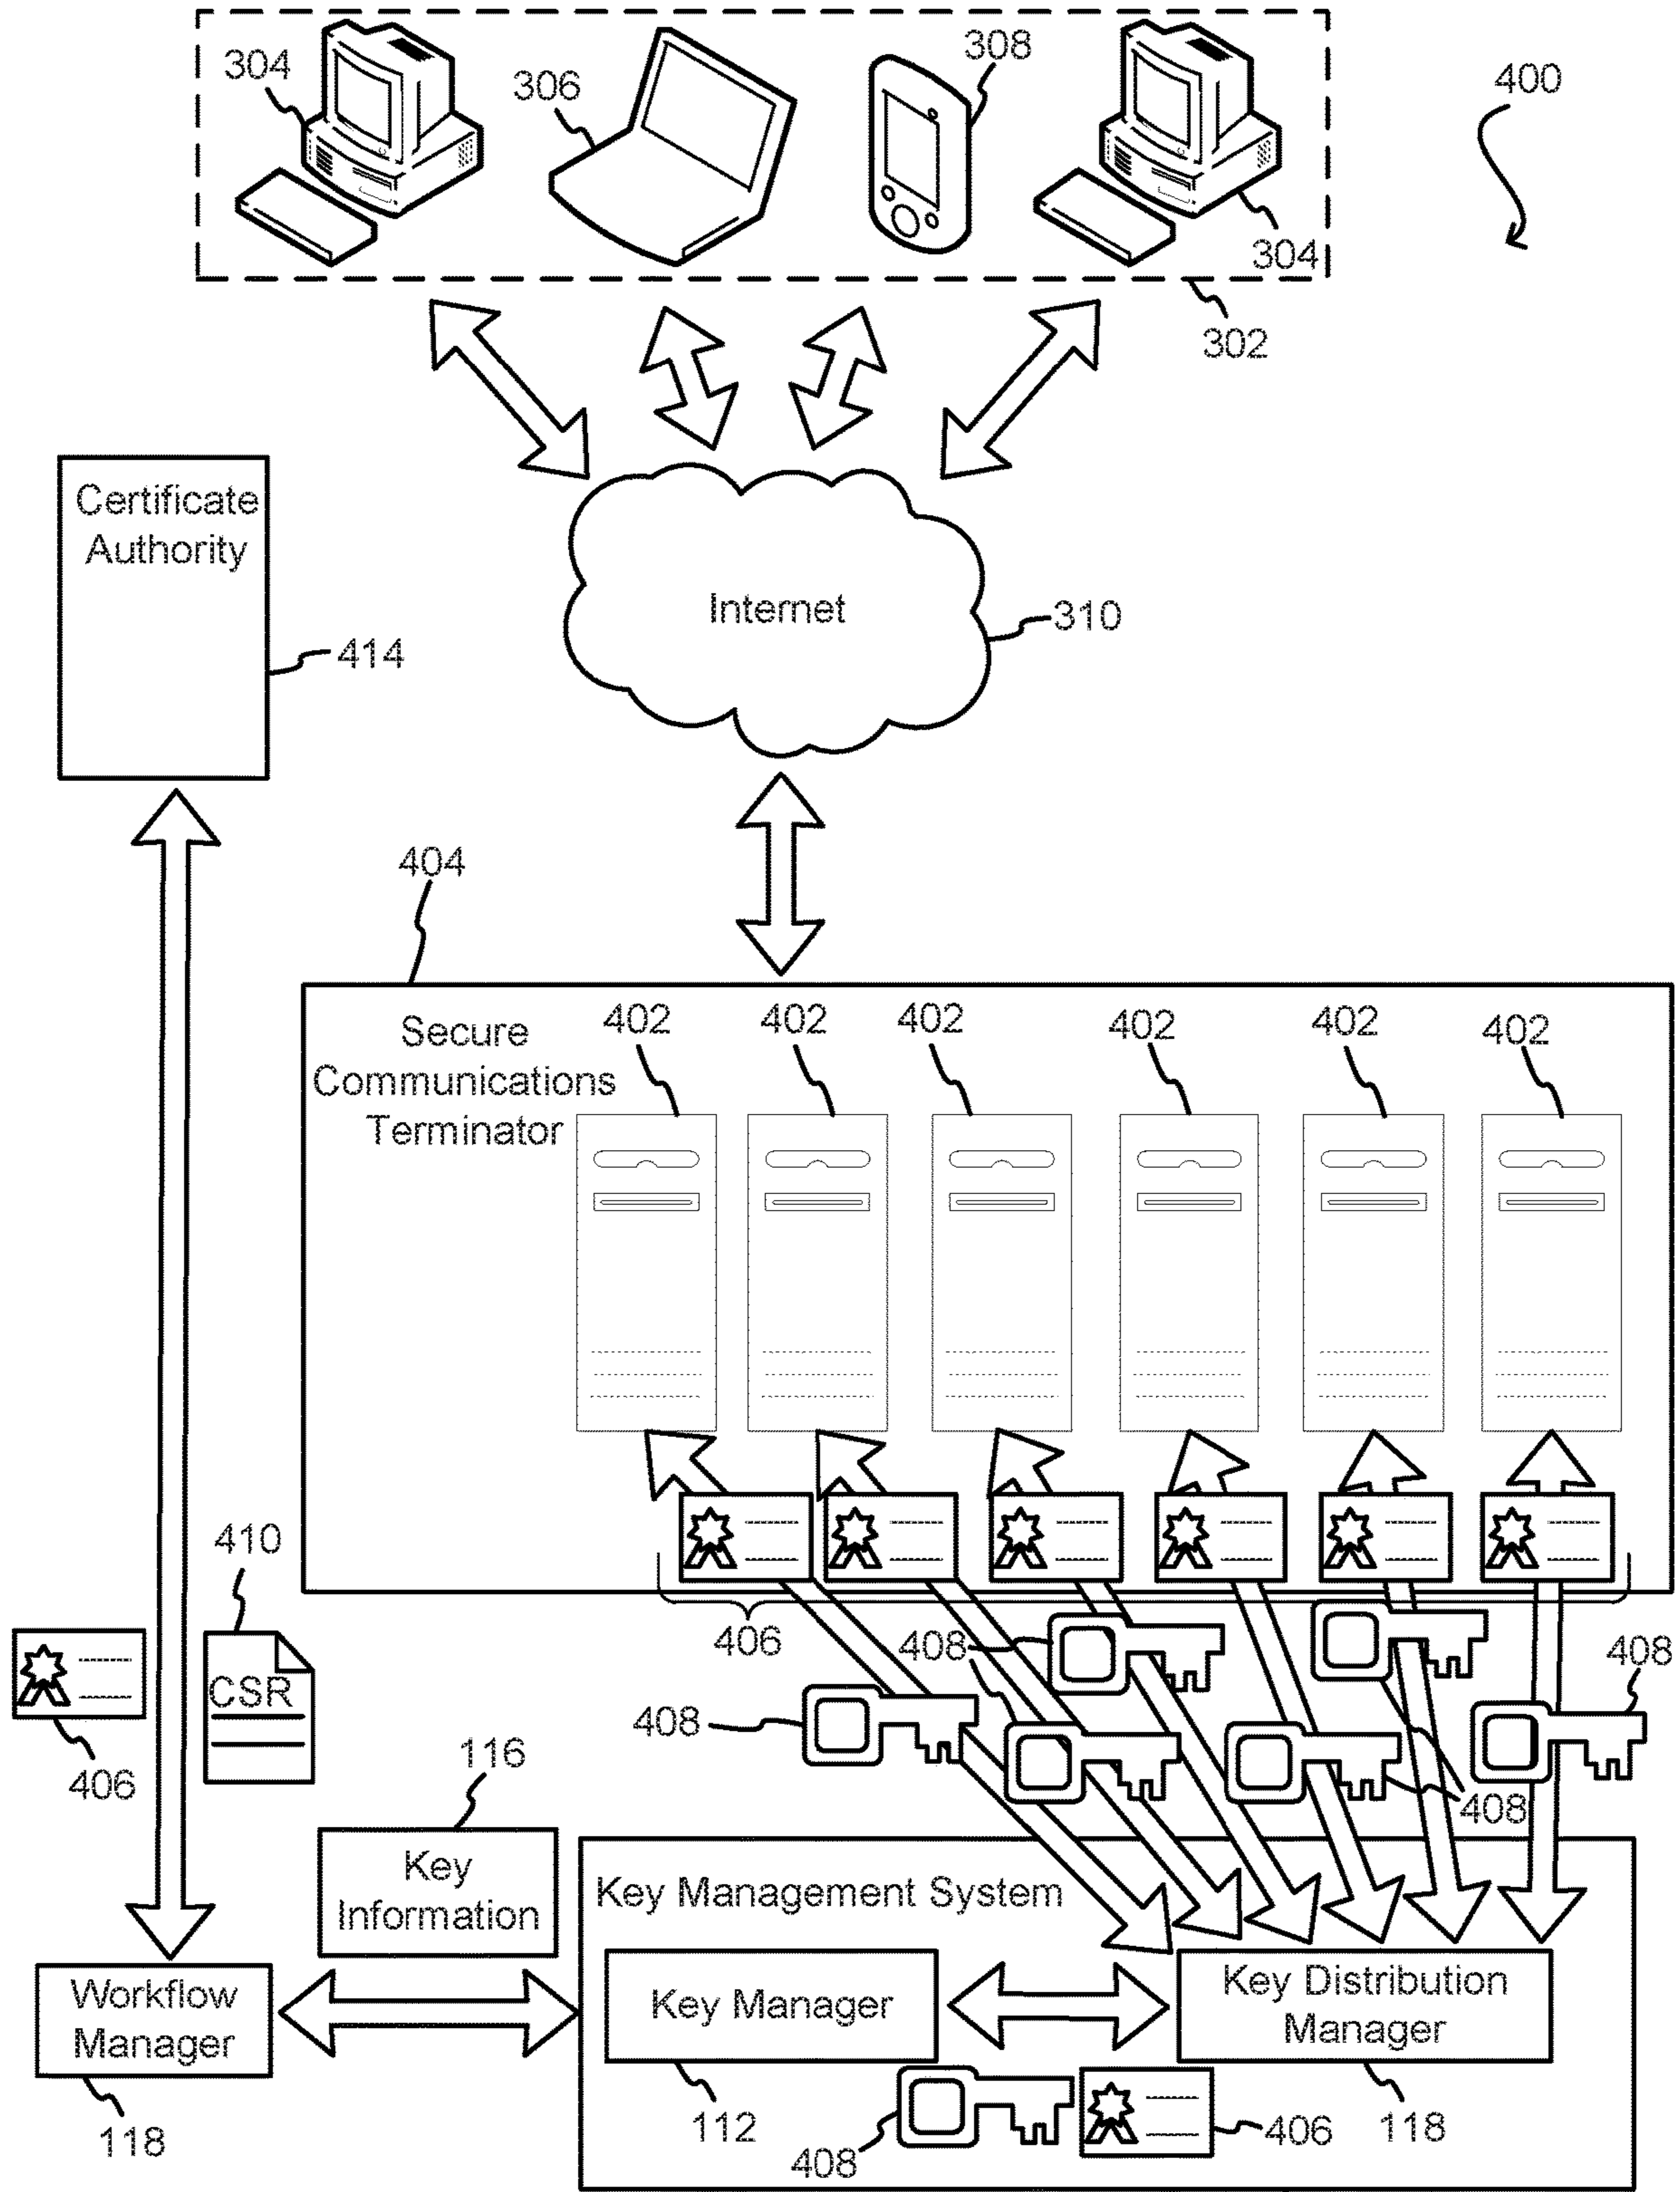 304
306
308
304
400
302
Certificate
Authority
Internet
310
414
404
Secure
Communications
Terminator
402
402
402
402
402
402
410
CSR
406
406
408
408
408
408
408
116
Key
Information
Key Management System
Workflow
Manager
Key Manager
Key Distribution
Manager
118
112
408
406
118